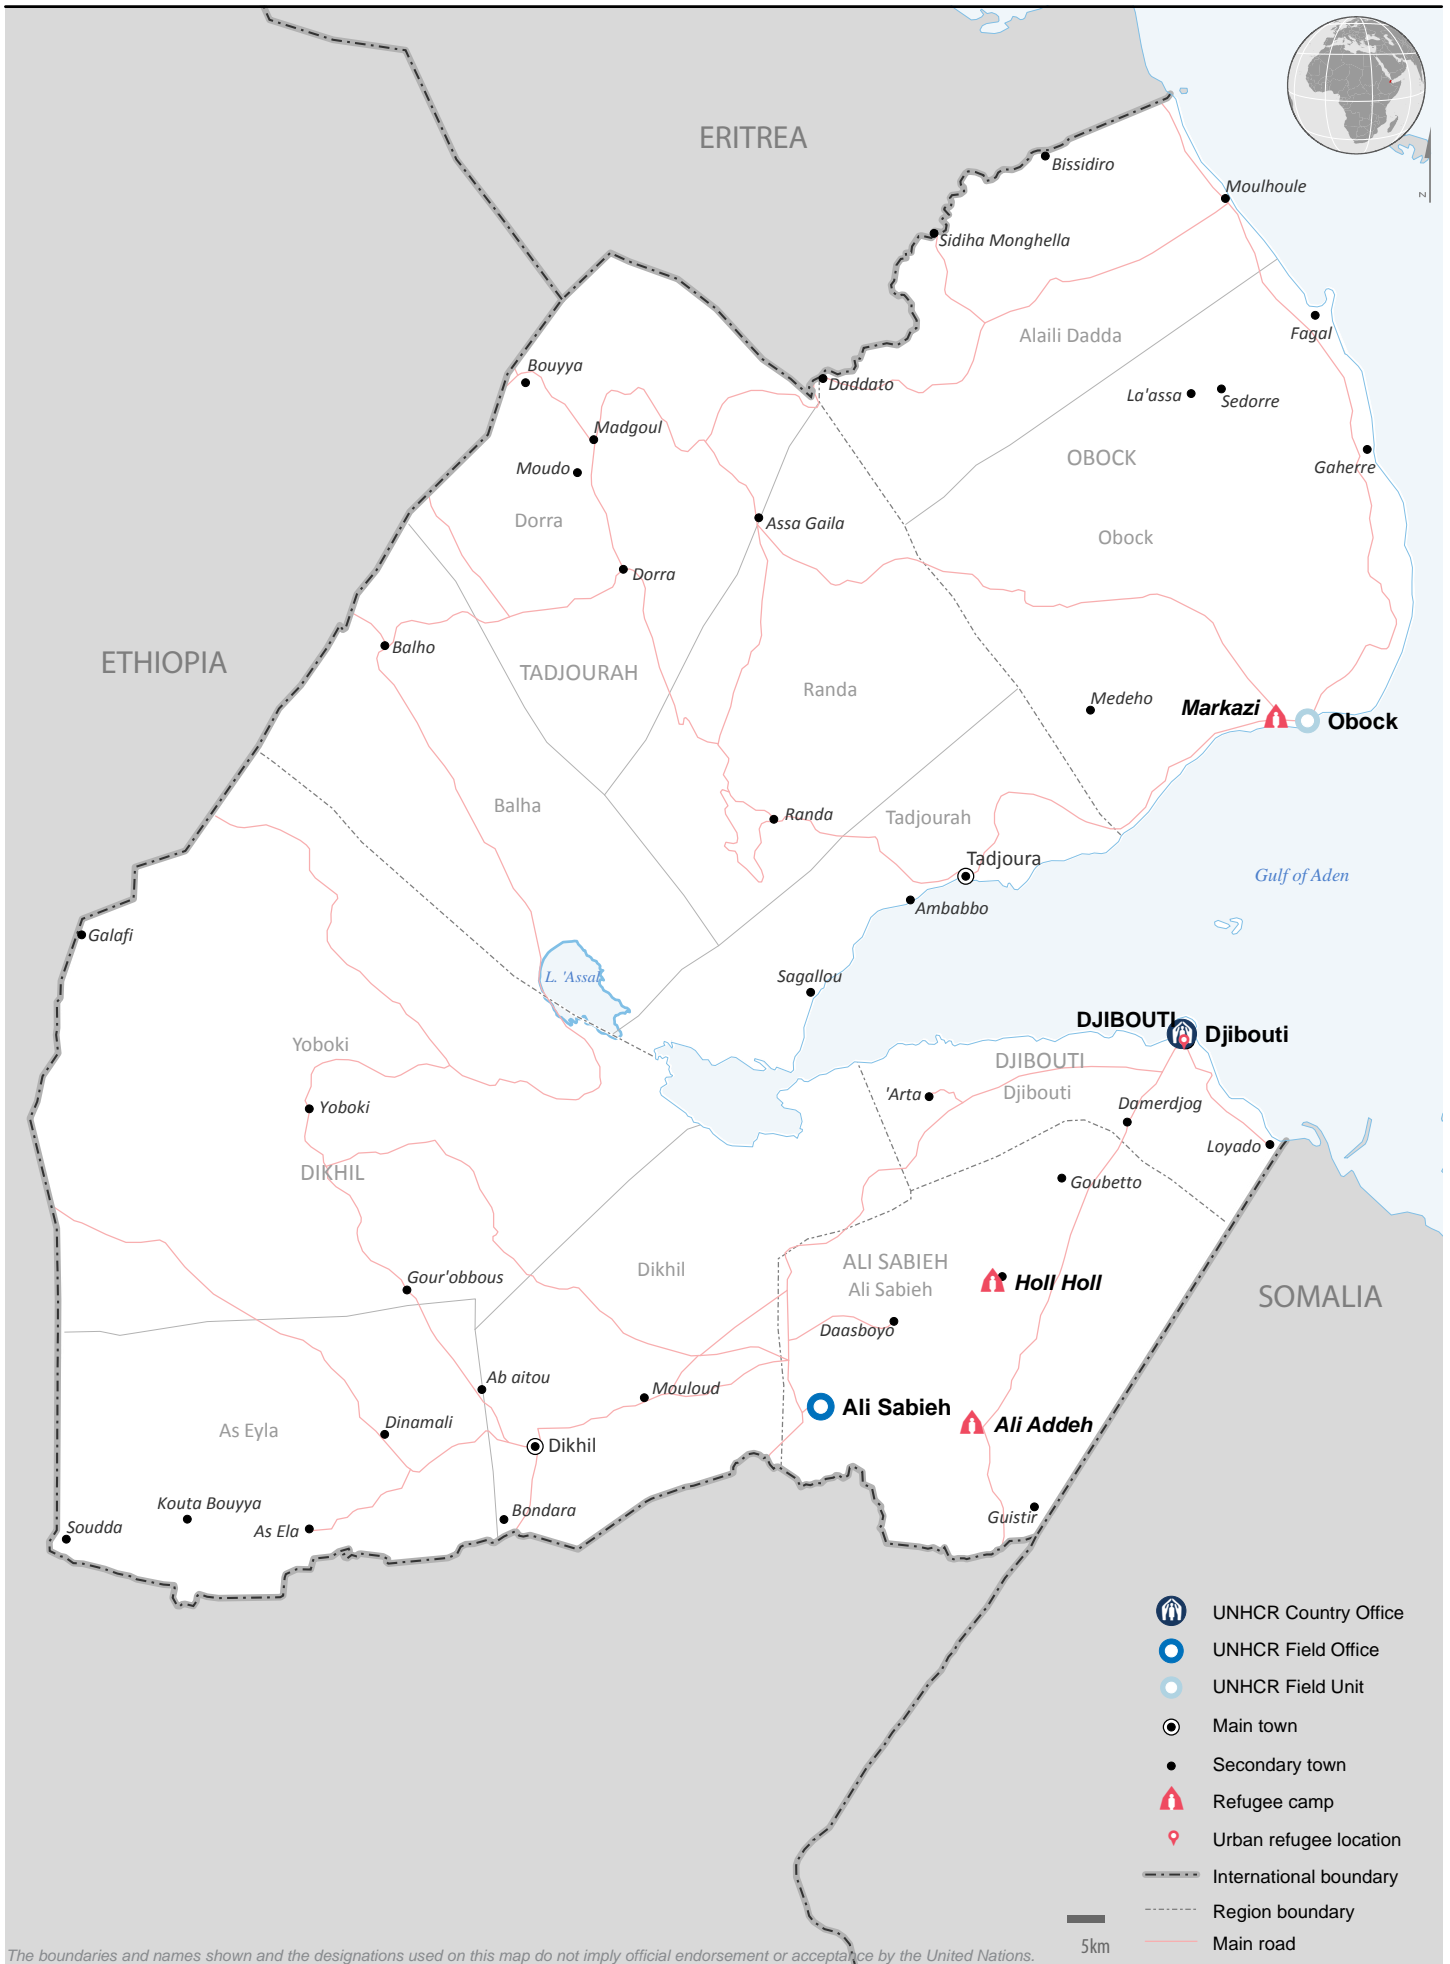 ERITREA
Bissidiro
Moulhoule
z
Sidiha Monghella
Alaili Dadda
Fagal
Bouyya
Daddato
La'assa
Sedorre
Madgoul
Moudo
OBOCK
Gaherre
Dorra
Assa Gaila
Obock
Dorra
Balho
ETHIOPIA
TADJOURAH
Randa
Medeho
Markazi
Obock
Balha
Randa
Tadjourah
Tadjoura
Gulf of Aden
Ambabbo
Galafi
L. 'Assal
Sagallou
DJIBOUTI
Djibouti
Yoboki
DJIBOUTI
'Arta
Djibouti
Yoboki
Damerdjog
Loyado
DIKHIL
Goubetto
Dikhil
ALI SABIEH
Ali Sabieh
Gour'obbous
Holl Holl
SOMALIA
Daasboyo
Ab aitou
Mouloud
Ali Sabieh
As Eyla
Dinamali
Ali Addeh
Dikhil
Kouta Bouyya
Bondara
Guistir
Soudda
As Ela
UNHCR Country Office
UNHCR Field Office
UNHCR Field Unit
Main town
Secondary town
Refugee camp
Urban refugee location
International boundary
Region boundary
Main road
5km
The boundaries and names shown and the designations used on this map do not imply official endorsement or acceptance by the United Nations.